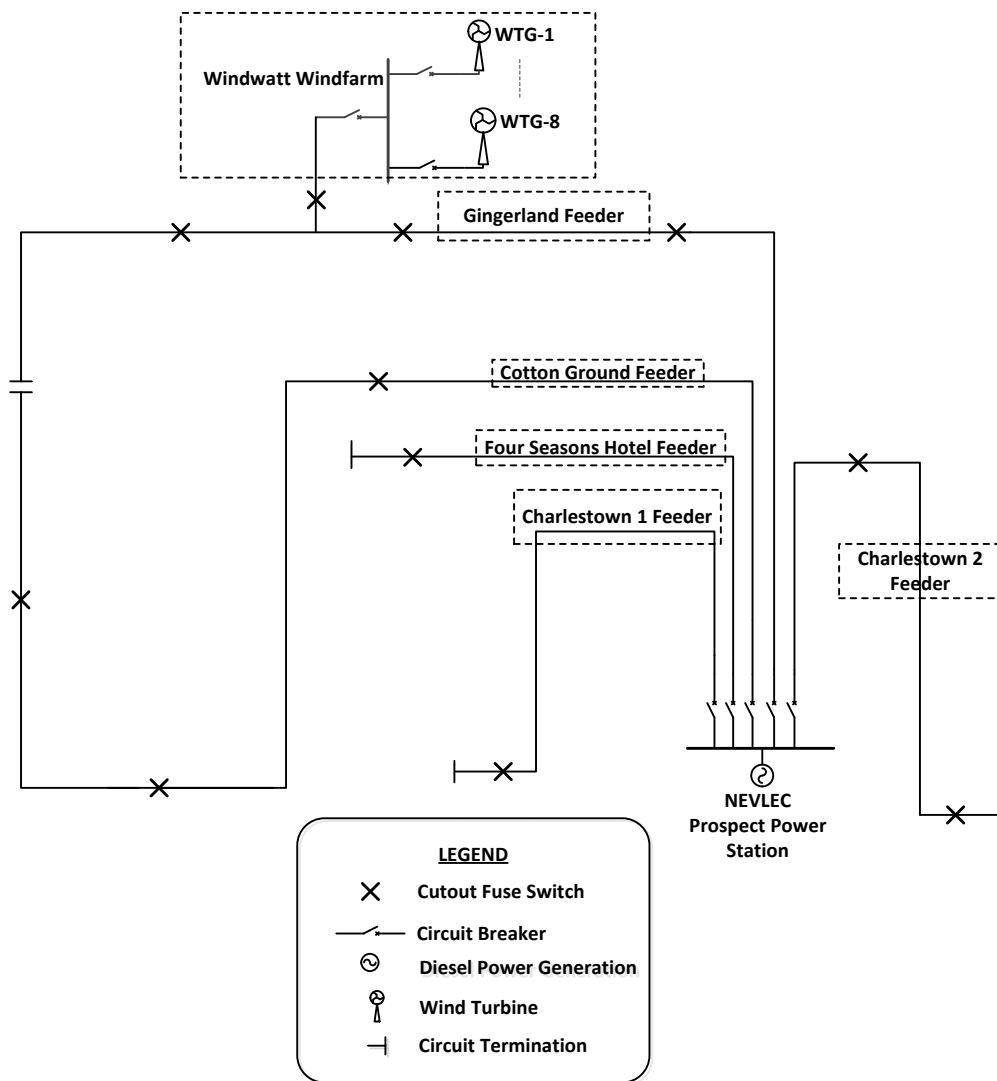 WTG-1
Windwatt Windfarm
WTG-8
Gingerland Feeder
Cotton Ground Feeder
Four Seasons Hotel Feeder
Charlestown 1 Feeder
Charlestown 2
Feeder
NEVLEC
Prospect Power
Station
LEGEND
Cutout Fuse Switch
Circuit Breaker
Diesel Power Generation
Wind Turbine
Circuit Termination